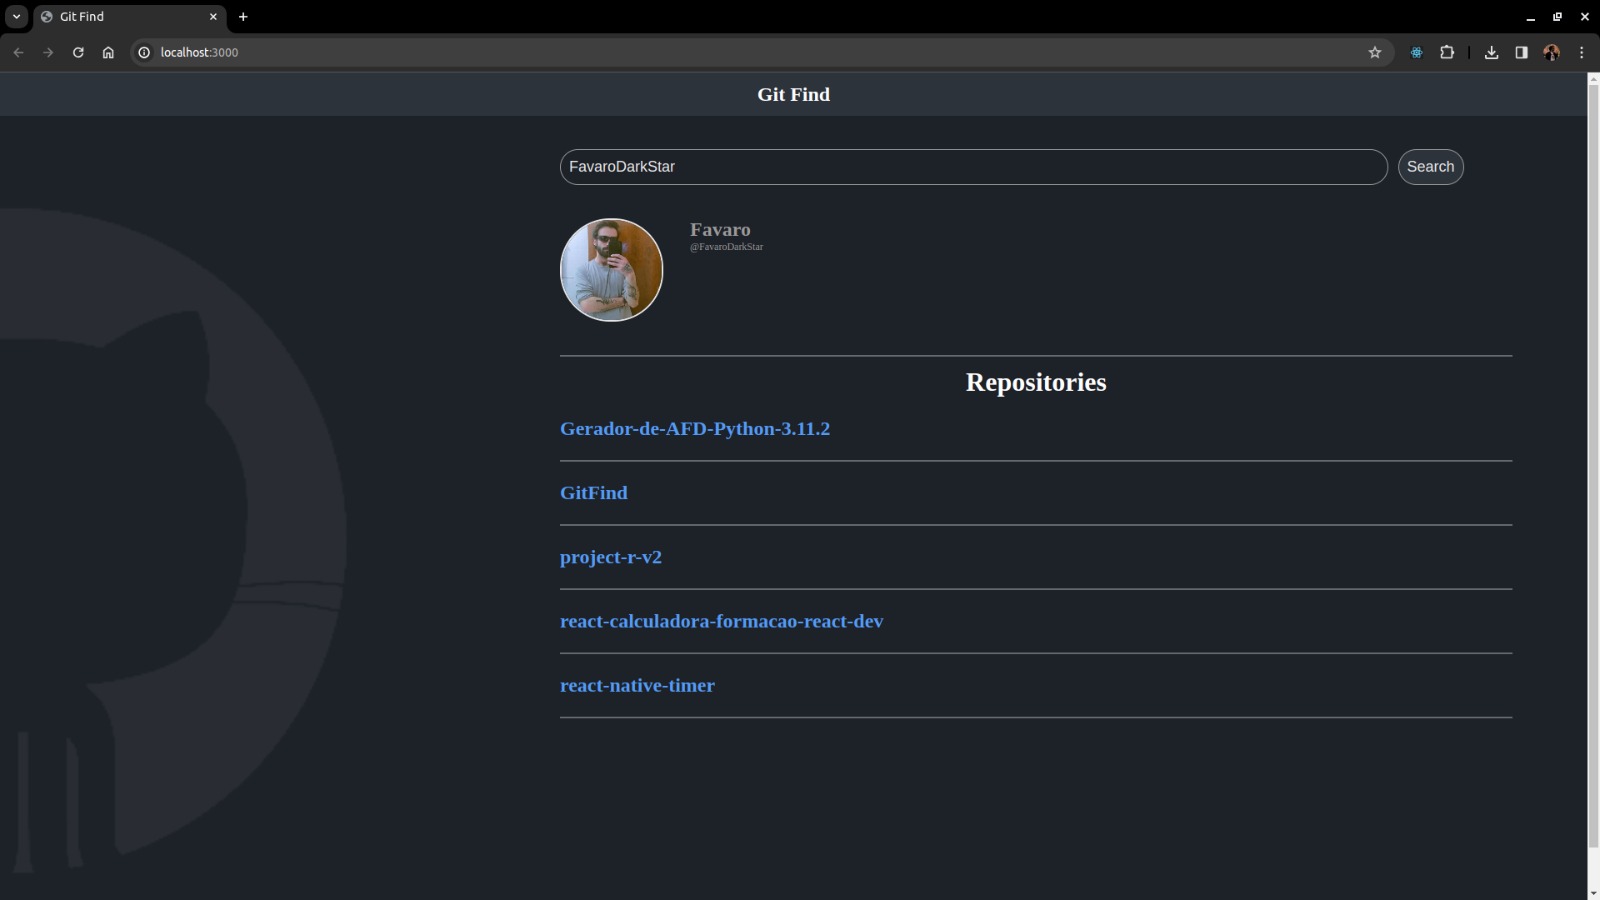 Git Find
localhost:3000
Git Find
FavaroDarkStar
Search
Favaro
@FavaroDarkStar
Repositories
Gerador-de-AFD-Python-3.11.2
GitFind
project-r-v2
react-calculadora-formacao-react-dev
react-native-timer